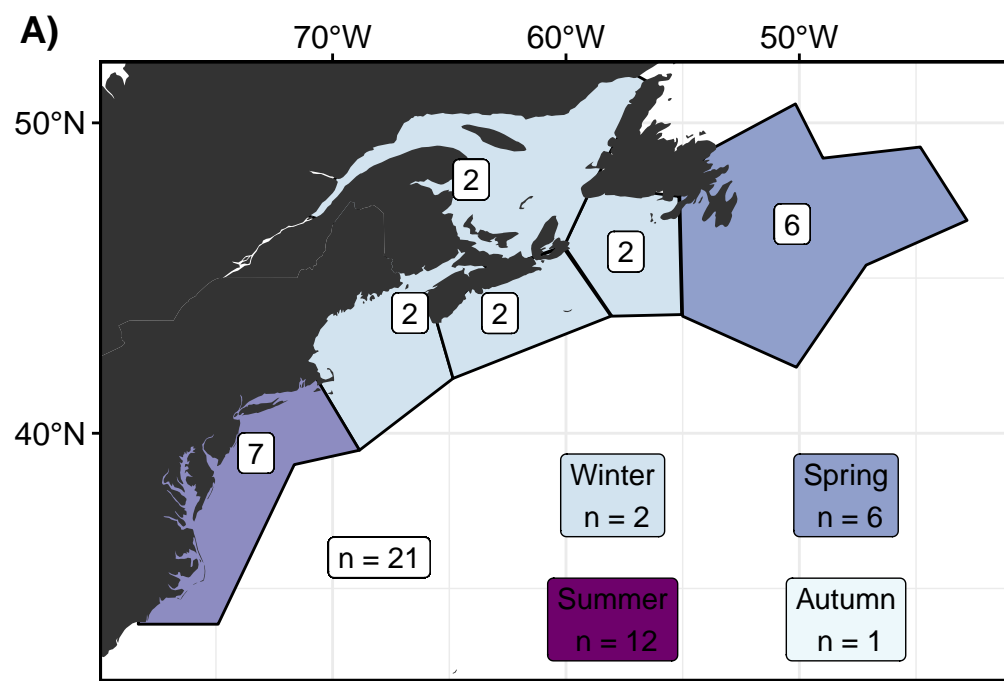 A)
70°W 60°W 50°W
50°N
40°N
2
6
2
2 2
7
Winter
n = 2
Spring
n = 6
n = 21
Summer
n = 12
Autumn
n = 1